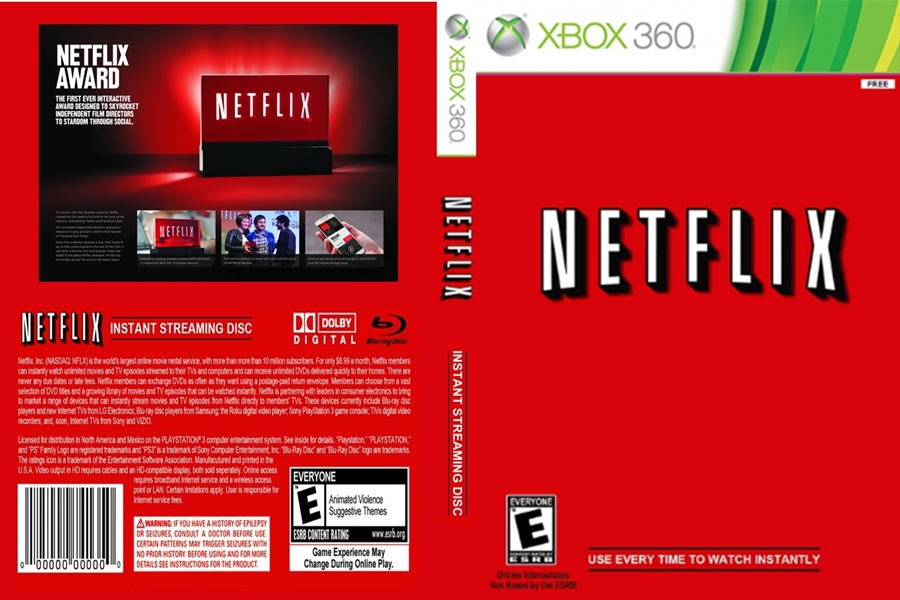 NETFLIX
AWARD
THE FIRST EVER INTERACTIVE
AWARD DESIGNED TO SKYROCKET
INDEPENDENT FILM DIRECTORS
TO STARDOM THROUGH SOCIAL.
NETFLIX
NETFLIX
NETFLIX INSTANT STREAMING DISC
DOLBY
DIGITAL
Blu-ray Disc
Netflix, Inc. (NASDAQ: NFLX) is the world's largest online movie rental service, with more than more than 10 million subscribers. For only $8.99 a month, Netflix members
can instantly watch unlimited movies and TV episodes streamed to their TVs and computers and can receive unlimited DVDs delivered quickly to their homes. There are
never any due dates or late fees. Netflix members can exchange DVDs as often as they want using a postage-paid return envelope. Members can choose from a vast
selection of DVD titles and a growing library of movies and TV episodes that can be watched instantly. Netflix is partnering with leaders in consumer electronics to bring
to market a range of devices that can instantly stream movies and TV episodes from Netflix directly to members' TVs. These devices currently include Blu-ray disc
players and new Internet TVs from LG Electronics; Blu-ray disc players from Samsung; the Roku digital video player; Sony PlayStation 3 game console; TiVo digital video
recorders; and, soon, Internet TVs from Sony and VIZIO.
Licensed for distribution in North America and Mexico on the PLAYSTATION®3 computer entertainment system. See inside for details. "Playstation," "PLAYSTATION,"
and "PS" Family Logo are registered trademarks and "PS3" is a trademark of Sony Computer Entertainment, Inc. "Blu-Ray Disc" and "Blu-Ray Disc" logo are trademarks.
The ratings icon is a trademark of the Entertainment Software Association. Manufacutured and printed in the
U.S.A. Video output in HD requires cables and an HD-compatible display, both sold seperately. Online access
requires broadband Internet service and a wireless access
point or LAN. Certain limitations apply. User is responsible for
Internet service fees.
0 00000 00000 0
WARNING: IF YOU HAVE A HISTORY OF EPILEPSY
OR SEIZURES, CONSULT A DOCTOR BEFORE USE.
CERTAIN PATTERNS MAY TRIGGER SEIZURES WITH
NO PRIOR HISTORY BEFORE USING AND FOR MORE
DETAILS SEE INSTRUCTIONS FOR THE PRODUCT.
EVERYONE
E
Animated Violence
Suggestive Themes
ESRB CONTENT RATING www.esrb.org
Game Experience May
Change During Online Play.
XBOX 360.
NETFLIX
INSTANT STREAMING DISC
XBOX 360.
FREE
NETFLIX
EVERYONE
E
CONTENT RATED BY
ESRB
Online Interactions
Not Rated by the ESRB
USE EVERY TIME TO WATCH INSTANTLY